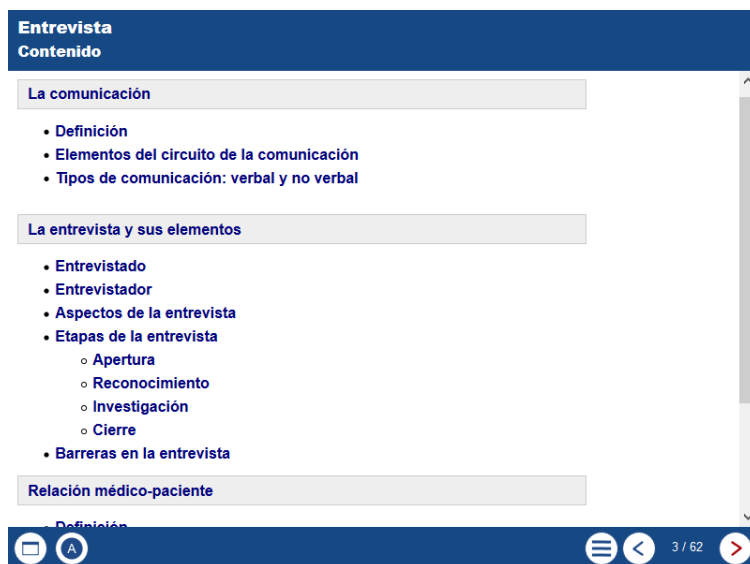 Entrevista
Contenido
La comunicación
Definición
Elementos del circuito de la comunicación
Tipos de comunicación: verbal y no verbal
La entrevista y sus elementos
Entrevistado
Entrevistador
Aspectos de la entrevista
Etapas de la entrevista
Apertura
Reconocimiento
Investigación
Cierre
Barreras en la entrevista
Relación médico-paciente
Definición
A
3 / 62